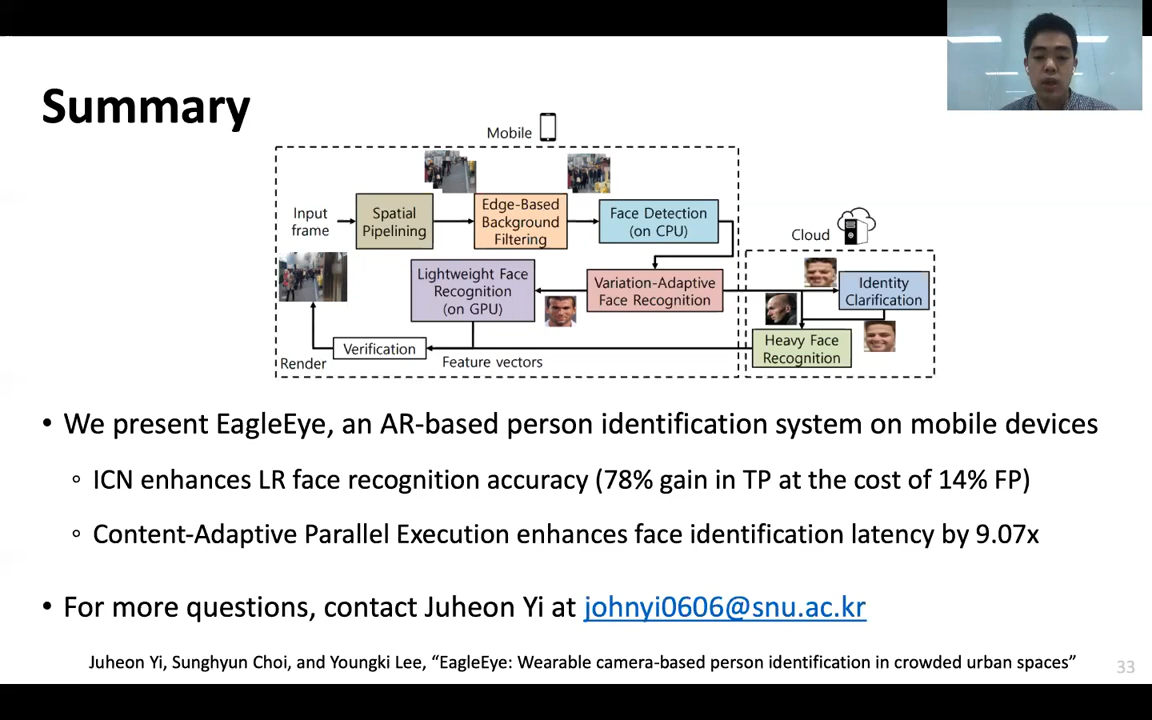 Summary
Mobile
Input
frame
Spatial
Pipelining
Edge-Based
Background
Filtering
Face Detection
(on CPU)
Cloud
Lightweight Face
Recognition
(on GPU)
Variation-Adaptive
Face Recognition
Identity
Clarification
Heavy Face
Recognition
Verification
Render
Feature vectors
• We present EagleEye, an AR-based person identification system on mobile devices
◦ ICN enhances LR face recognition accuracy (78% gain in TP at the cost of 14% FP)
◦ Content-Adaptive Parallel Execution enhances face identification latency by 9.07x
• For more questions, contact Juheon Yi at johnyi0606@snu.ac.kr
Juheon Yi, Sunghyun Choi, and Youngki Lee, “EagleEye: Wearable camera-based person identification in crowded urban spaces”
33